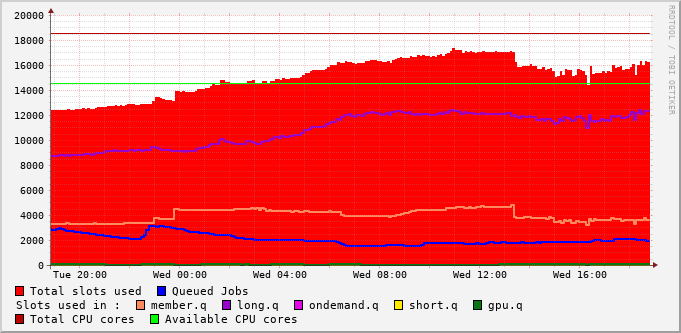 20000
18000
16000
14000
12000
10000
8000
6000
4000
2000
0
Tue 20:00 Wed 00:00 Wed 04:00 Wed 08:00 Wed 12:00 Wed 16:00
Total slots used Queued Jobs
Slots used in : member.q long.q ondemand.q short.q gpu.q
Total CPU cores Available CPU cores
RRDTOOL / TOBI OETIKER